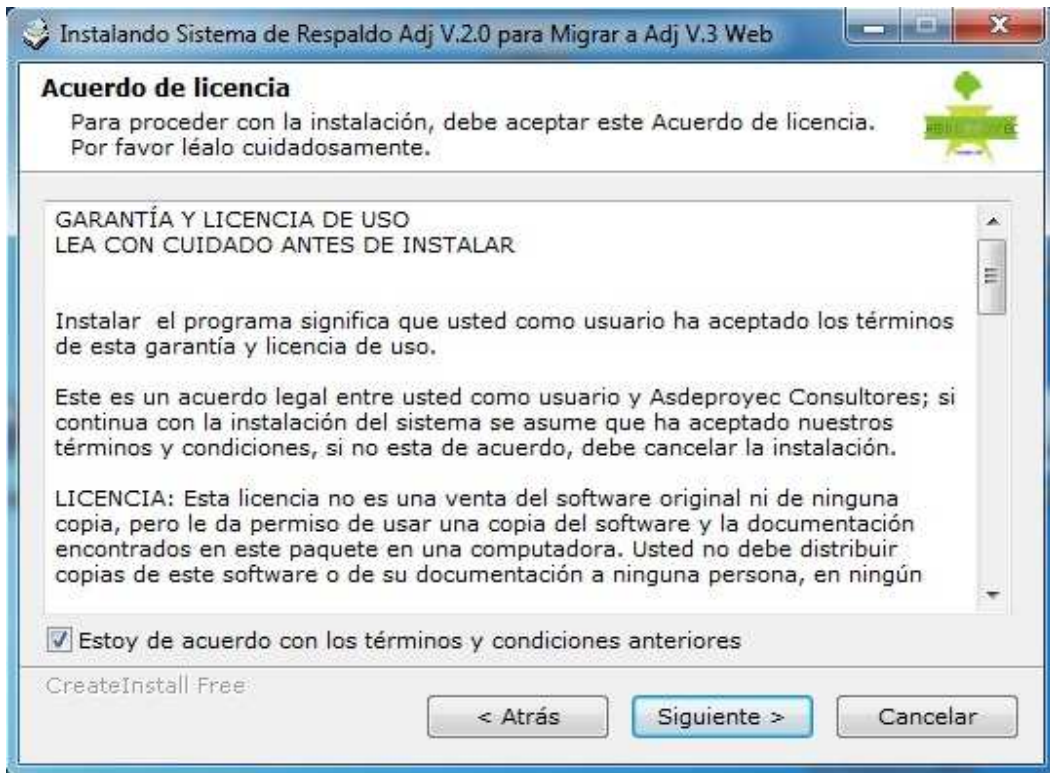 Instalando Sistema de Respaldo Adj V.2.0 para Migrar a Adj V.3 Web
Acuerdo de licencia
Para proceder con la instalación, debe aceptar este Acuerdo de licencia.
Por favor léalo cuidadosamente.
GARANTÍA Y LICENCIA DE USO
LEA CON CUIDADO ANTES DE INSTALAR
Instalar  el programa significa que usted como usuario ha aceptado los términos
de esta garantía y licencia de uso.
Este es un acuerdo legal entre usted como usuario y Asdeproyec Consultores; si
continua con la instalación del sistema se asume que ha aceptado nuestros
términos y condiciones, si no esta de acuerdo, debe cancelar la instalación.
LICENCIA: Esta licencia no es una venta del software original ni de ninguna
copia, pero le da permiso de usar una copia del software y la documentación
encontrados en este paquete en una computadora. Usted no debe distribuir
copias de este software o de su documentación a ninguna persona, en ningún
Estoy de acuerdo con los términos y condiciones anteriores
CreateInstall Free
< Atrás
Siguiente >
Cancelar